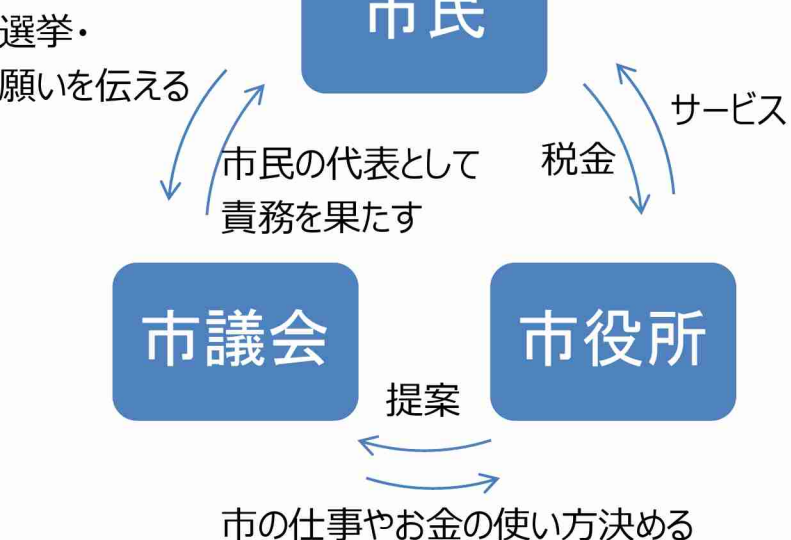 市民
選挙・
願いを伝える
サービス
市民の代表として
責務を果たす
税金
市議会
市役所
提案
市の仕事やお金の使い方決める